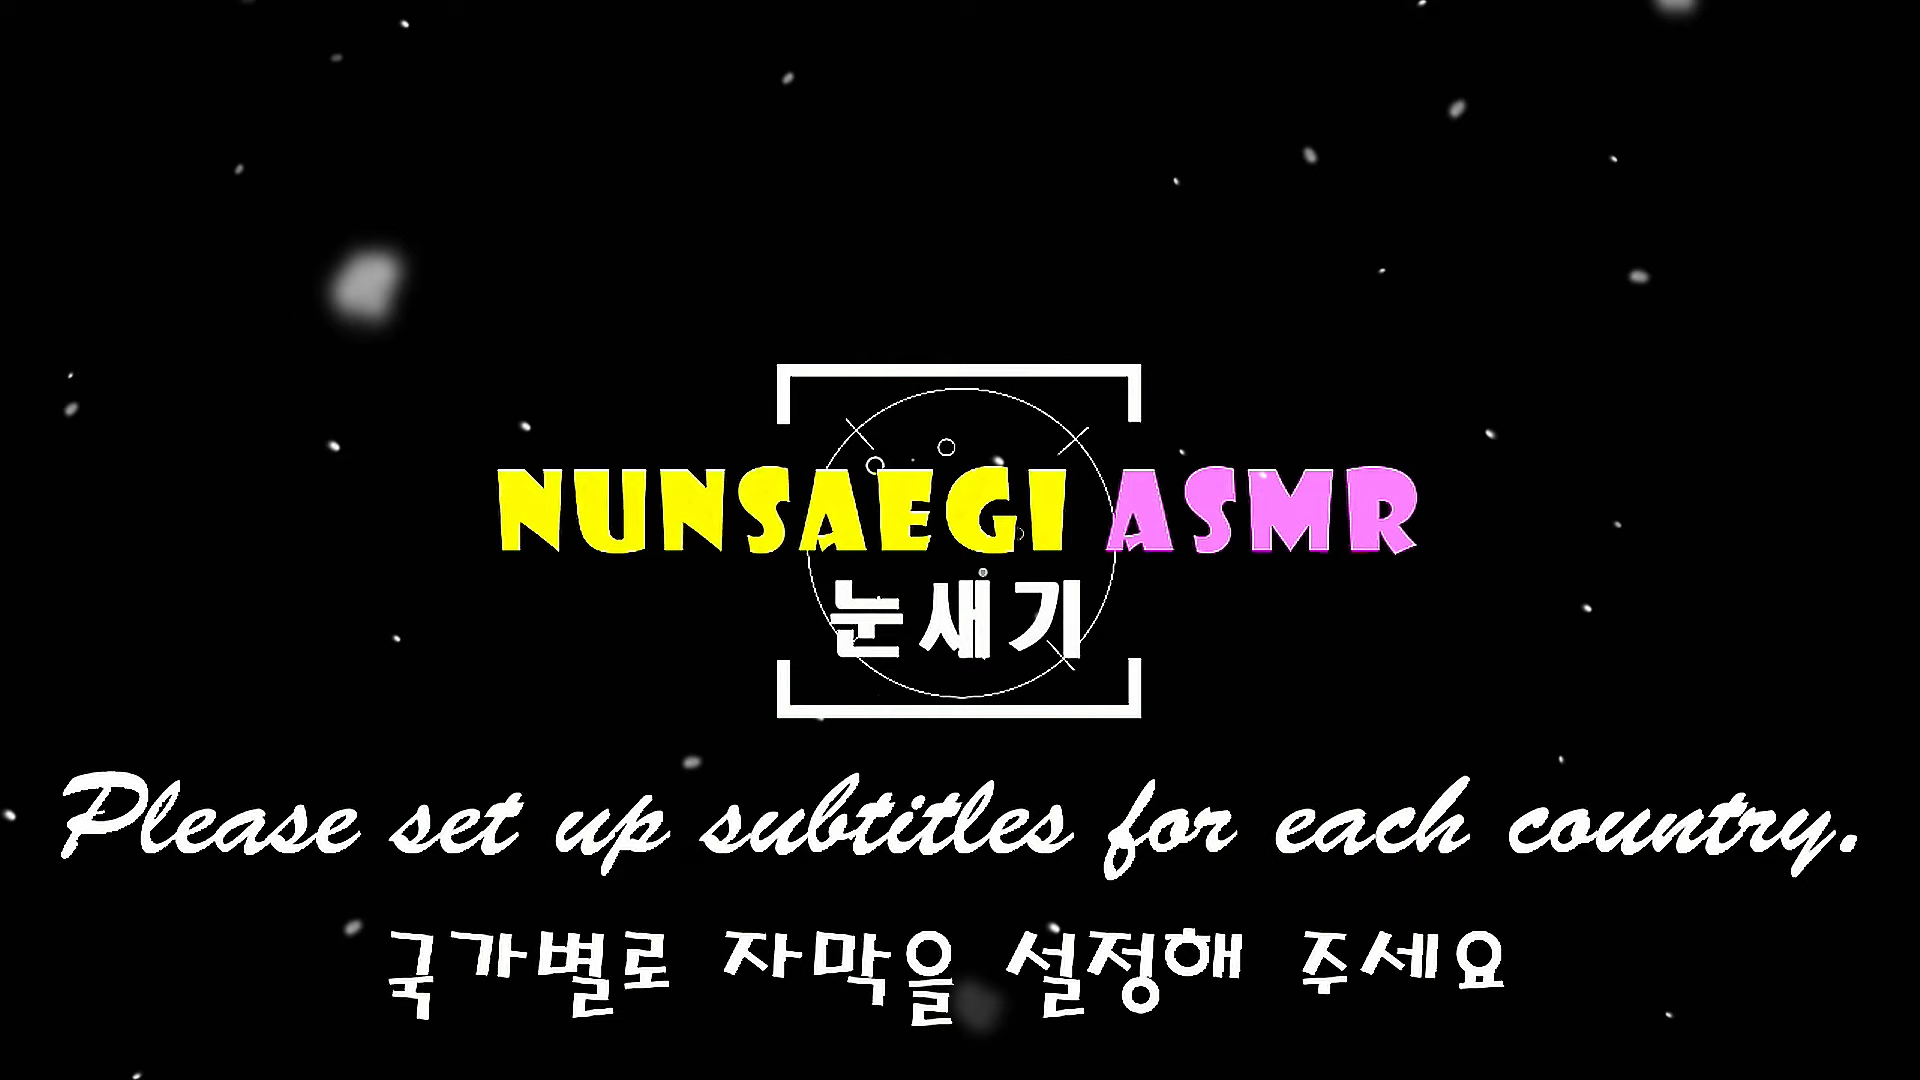 NUNSAEGI ASMR
눈새기
Please set up subtitles for each country.
국가별로 자막을 설정해 주세요